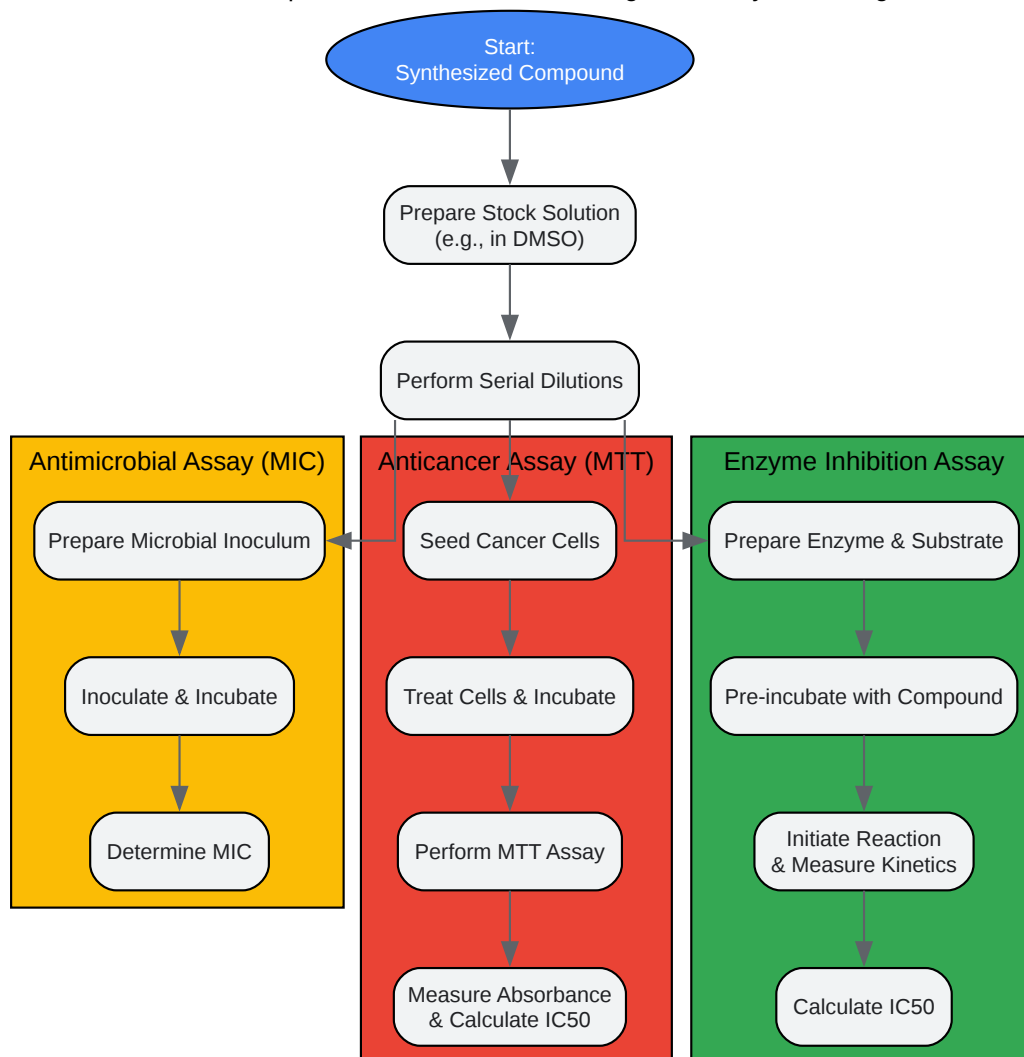 Start:
Synthesized Compound
Prepare Stock Solution
(e.g., in DMSO)
Perform Serial Dilutions
Antimicrobial Assay (MIC)
Prepare Microbial Inoculum
Inoculate & Incubate
Determine MIC
Anticancer Assay (MTT)
Seed Cancer Cells
Treat Cells & Incubate
Perform MTT Assay
Measure Absorbance
& Calculate IC50
Enzyme Inhibition Assay
Prepare Enzyme & Substrate
Pre-incubate with Compound
Initiate Reaction
& Measure Kinetics
Calculate IC50